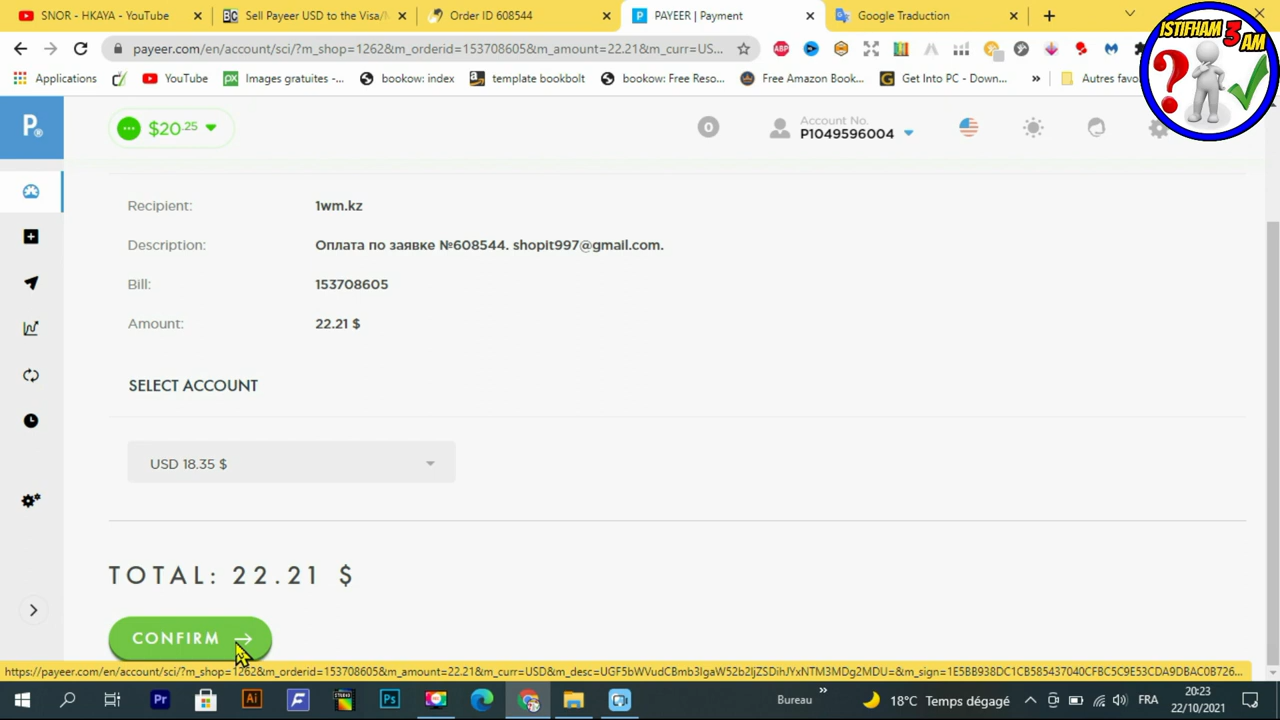 SNOR - HKAYA - YouTube
Sell Payeer USD to the Visa/
Order ID 608544
PAYEER | Payment
Google Traduction
payeer.com/en/account/sci/?m_shop=1262&m_orderid=153708605&m_amount=22.21&m_curr=US...
Applications
YouTube
Images gratuites -...
bookow: index
template bookbolt
bookow: Free Reso...
Free Amazon Book...
Get Into PC - Down...
»
Autres favo
ISTIFHAM 3 AM
$20.25
0
Account No.
P1049596004
Recipient: 1wm.kz
Description: Оплата по заявке №608544. shopit997@gmail.com.
Bill: 153708605
Amount: 22.21 $
SELECT ACCOUNT
USD 18.35 $
TOTAL: 22.21 $
CONFIRM →
https://payeer.com/en/account/sci/?m_shop=1262&m_orderid=153708605&m_amount=22.21&m_curr=USD&m_desc=UGF5bWVudCBmb3IgaW52b2ljZSDihJYxNTM3MDg2MDU=&m_sign=1E5BB938DC1CB585437040CFBC5C9E53CDA9DBAC0B726...
Bureau
»
18°C Temps dégagé
FRA
20:23
22/10/2021